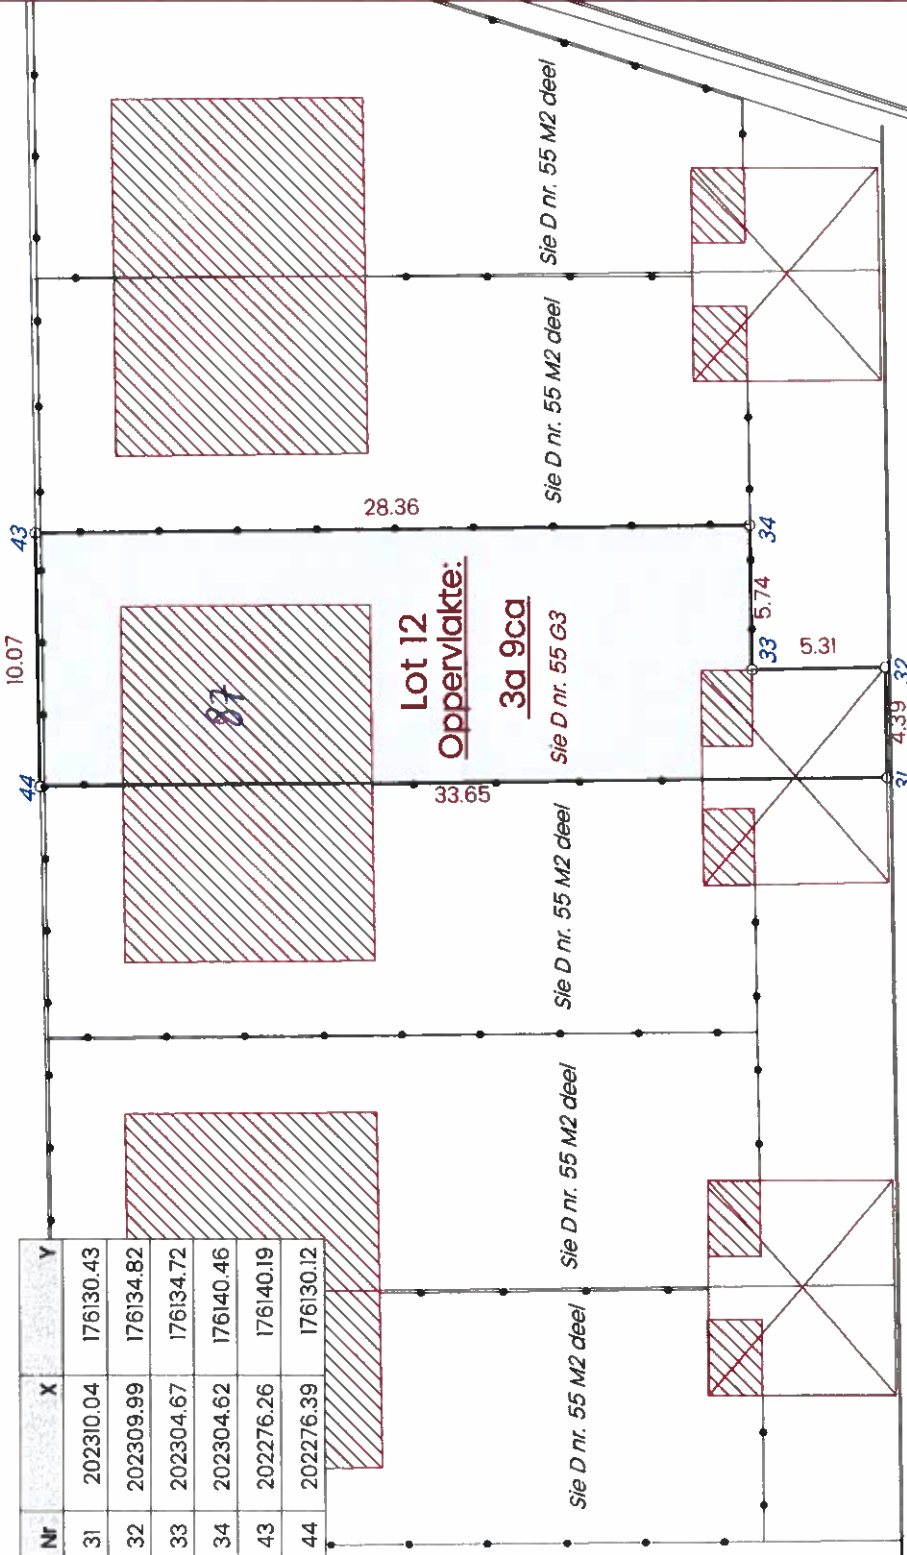 Nr X Y
31 202310.04 176130.43
32 202309.99 176134.82
33 202304.67 176134.72
34 202304.62 176140.46
43 202276.26 176140.19
44 202276.39 176130.12
10.07
43
44
28.36
87
Lot 12
Oppervlakte:
3a 9ca
Sie D nr. 55 G3
33.65
34
5.74
33
5.31
32
4.39
31
Sie D nr. 55 M2 deel
Sie D nr. 55 M2 deel
Sie D nr. 55 M2 deel
Sie D nr. 55 M2 deel
Sie D nr. 55 M2 deel